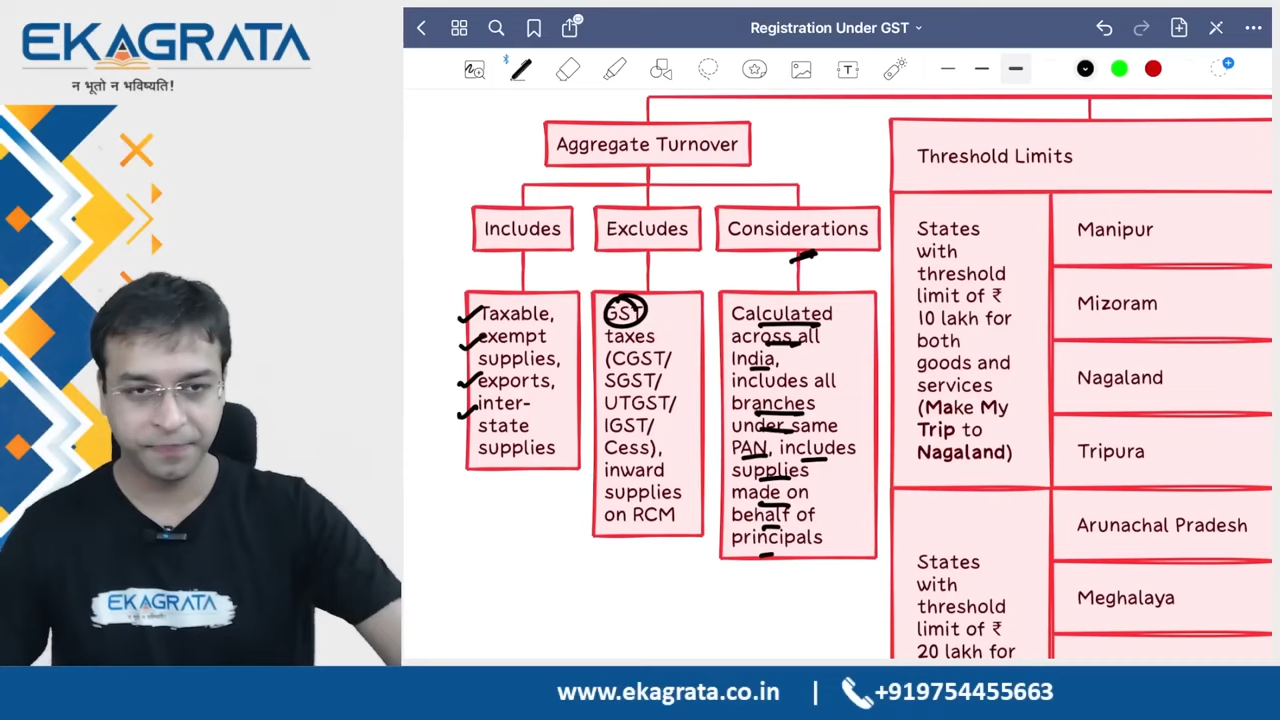 EKAGRATA
न भूतो न भविष्यति!
Registration Under GST
Aggregate Turnover
Includes
Excludes
Considerations
Taxable,
exempt
supplies,
exports,
inter-
state
supplies
GST
taxes
(CGST/
SGST/
UTGST/
IGST/
Cess),
inward
supplies
on RCM
Calculated
across all
India,
includes all
branches
under same
PAN, includes
supplies
made on
behalf of
principals
Threshold Limits
States
with
threshold
limit of ₹
10 lakh for
both
goods and
services
(Make My
Trip to
Nagaland)
Manipur
Mizoram
Nagaland
Tripura
States
with
threshold
limit of ₹
20 lakh for
Arunachal Pradesh
Meghalaya
EKAGRATA
www.ekagrata.co.in | +919754455663